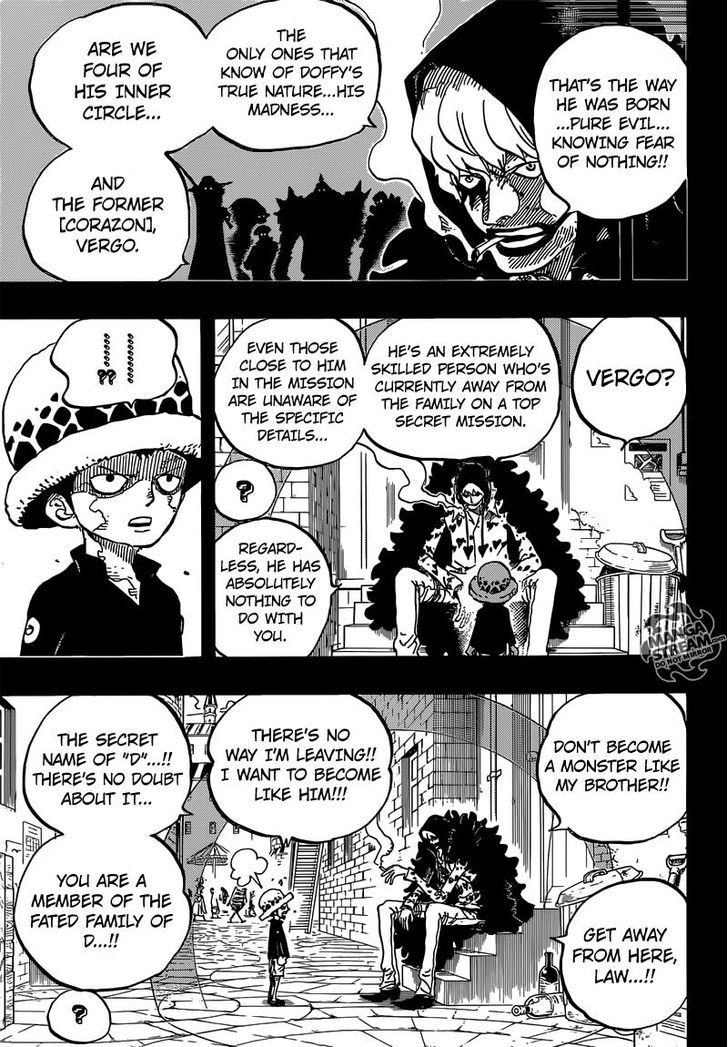 THAT'S THE WAY
HE WAS BORN
...PURE EVIL...
KNOWING FEAR
OF NOTHING!!
THE
ONLY ONES THAT
KNOW OF DOFFY'S
TRUE NATURE...HIS
MADNESS...
ARE WE
FOUR OF
HIS INNER
CIRCLE...
AND
THE FORMER
[CORAZON],
VERGO.
VERGO?
HE'S AN EXTREMELY
SKILLED PERSON WHO'S
CURRENTLY AWAY FROM
THE FAMILY ON A TOP
SECRET MISSION.
EVEN THOSE
CLOSE TO HIM
IN THE MISSION
ARE UNAWARE OF
THE SPECIFIC
DETAILS...
?
REGARD-
LESS, HE HAS
ABSOLUTELY
NOTHING
TO DO WITH
YOU.
......!!
......??
MANGA
STREAM
DO NOT MIRROR
DON'T BECOME
A MONSTER LIKE
MY BROTHER!!
GET AWAY
FROM HERE,
LAW...!!
THERE'S NO
WAY I'M LEAVING!!
I WANT TO BECOME
LIKE HIM!!!
THE SECRET
NAME OF "D"...!!
THERE'S NO DOUBT
ABOUT IT...
YOU ARE A
MEMBER OF THE
FATED FAMILY OF
D...!!
?